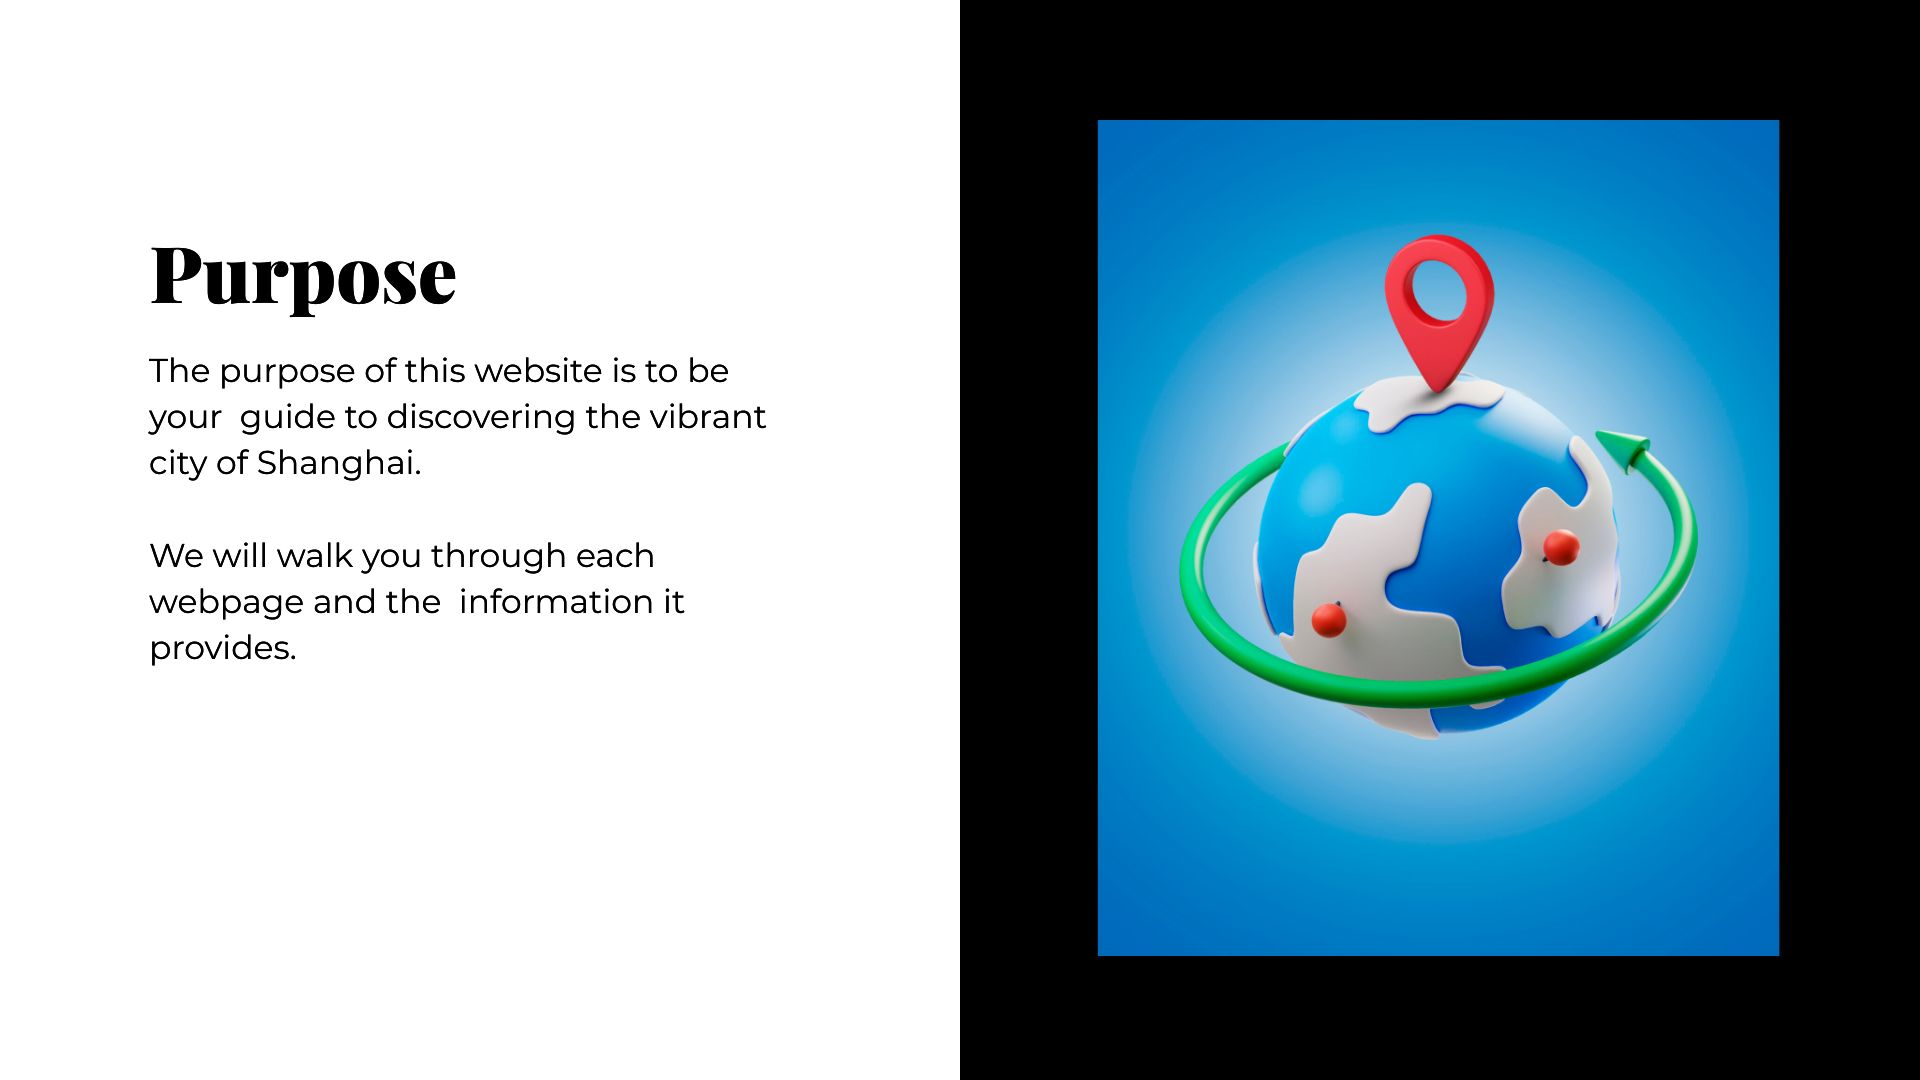 Purpose
The purpose of this website is to be
your  guide to discovering the vibrant
city of Shanghai.
We will walk you through each
webpage and the  information it
provides.